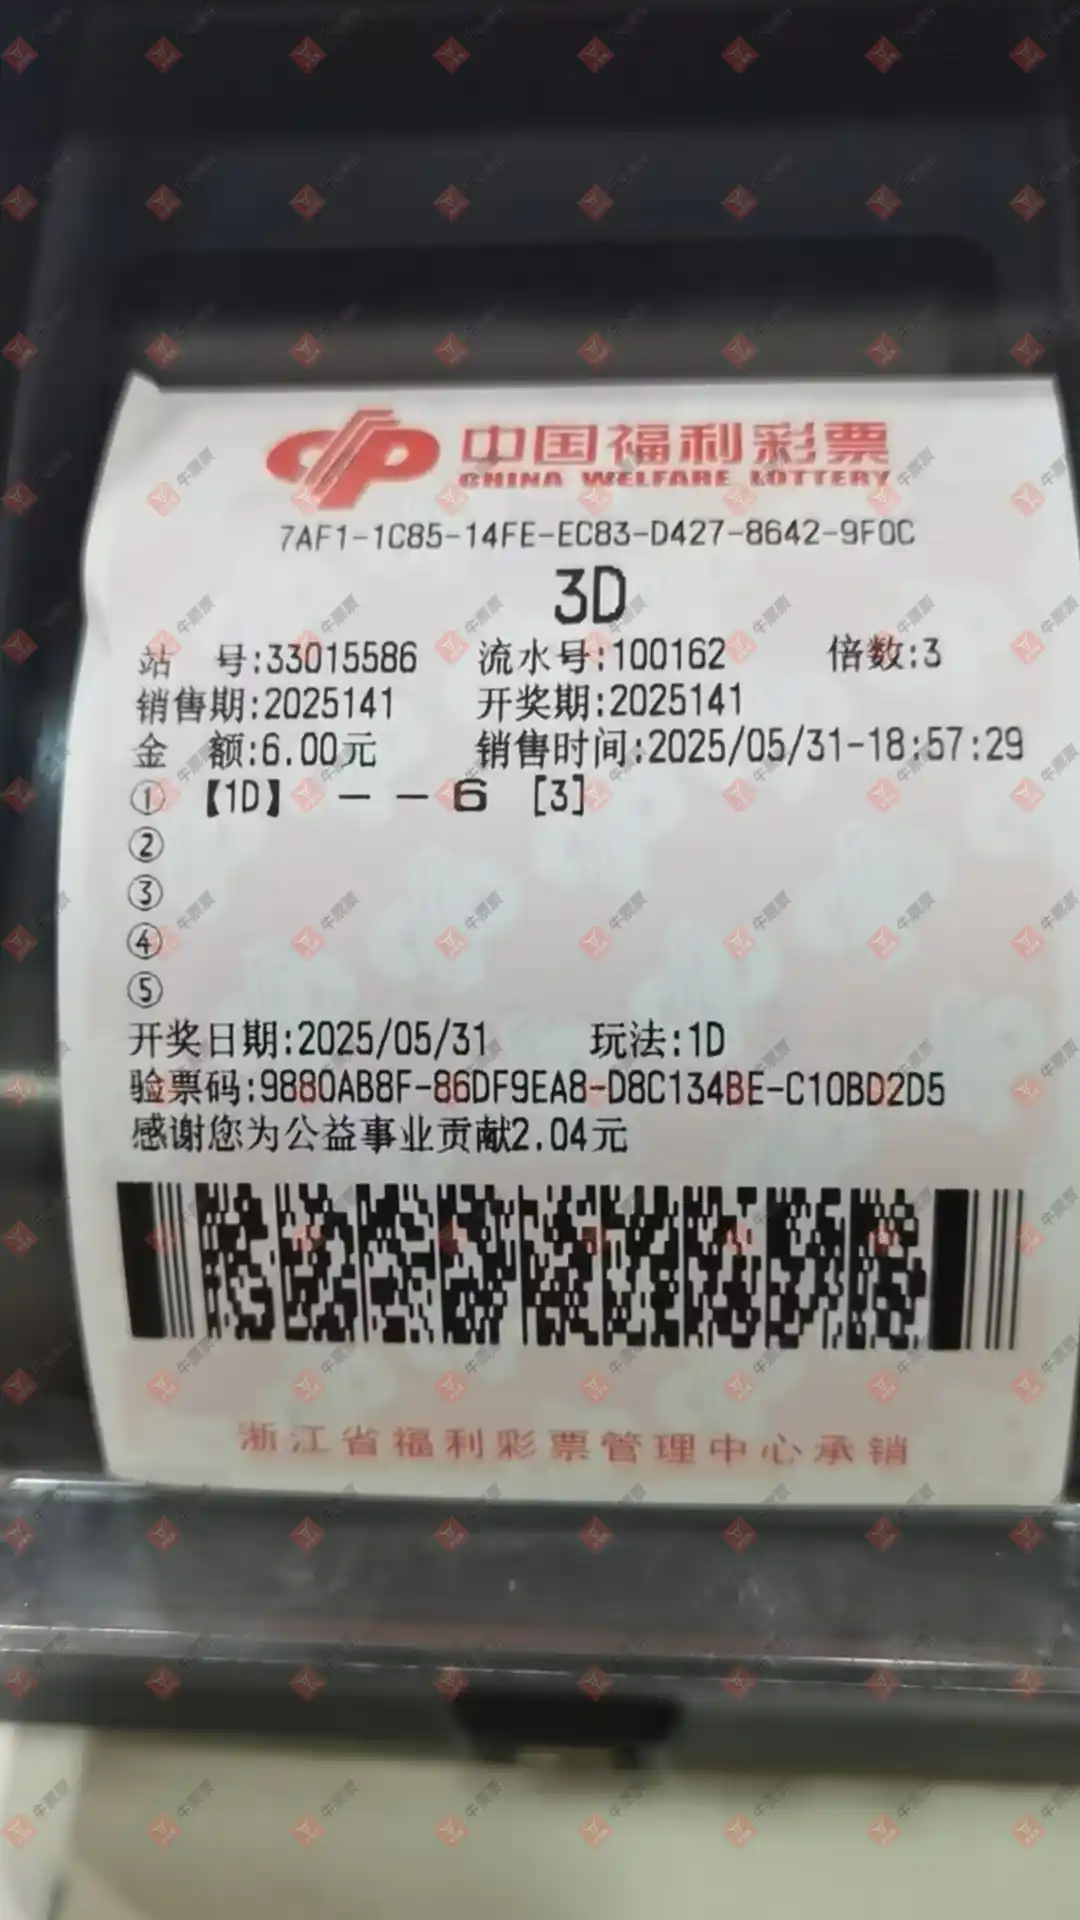 中国福利彩票
CHINA WELFARE LOTTERY
7AF1-1C85-14FE-EC83-D427-8642-9F0C
3D
站 号:33015586 流水号:100162 倍数:3
销售期:2025141 开奖期:2025141
金 额:6.00元 销售时间:2025/05/31-18:57:29
① 【1D】 - - 6 [3]
②
③
④
⑤
开奖日期:2025/05/31 玩法:1D
验票码:9880AB8F-86DF9EA8-D8C134BE-C10BD2D5
感谢您为公益事业贡献2.04元
浙江省福利彩票管理中心承销
牛票票